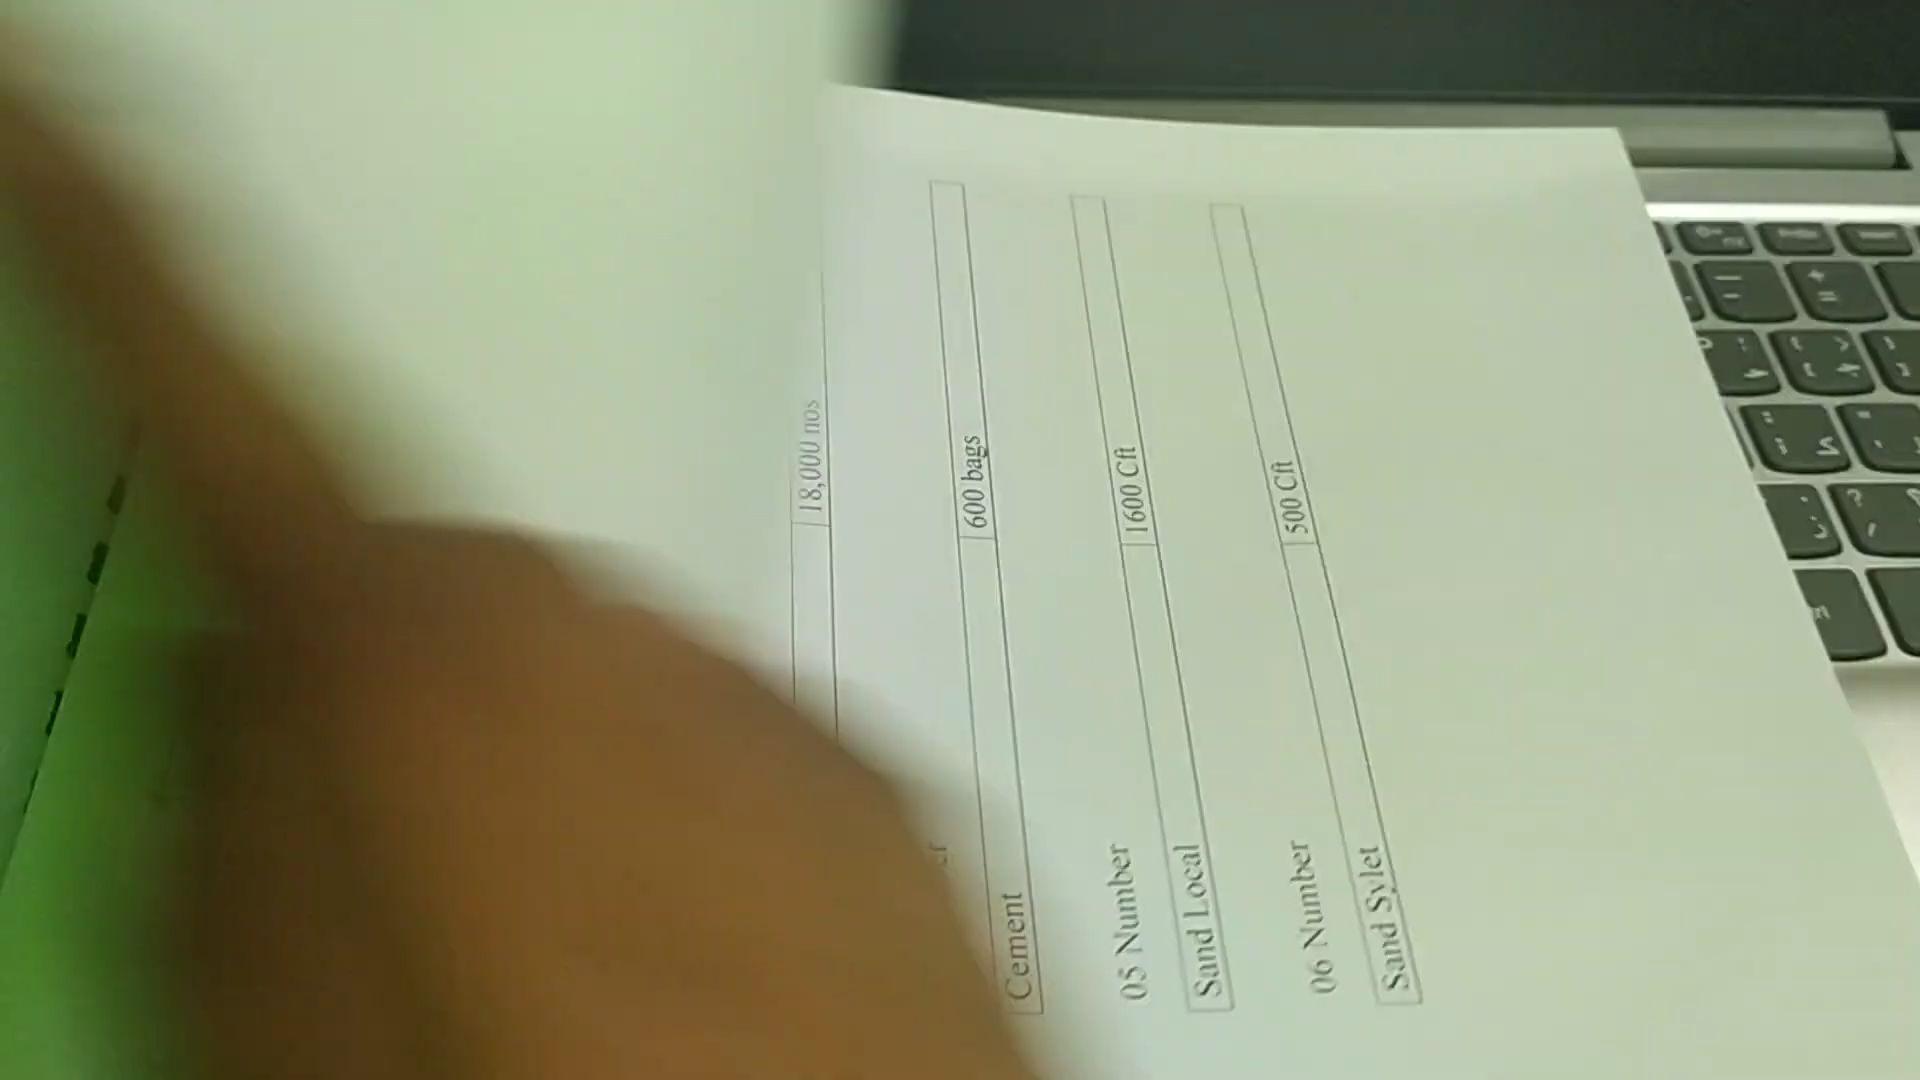 18,000 nos
Cement 600 bags
05 Number
Sand Local 1600 Cft
06 Number
Sand Sylet 500 Cft